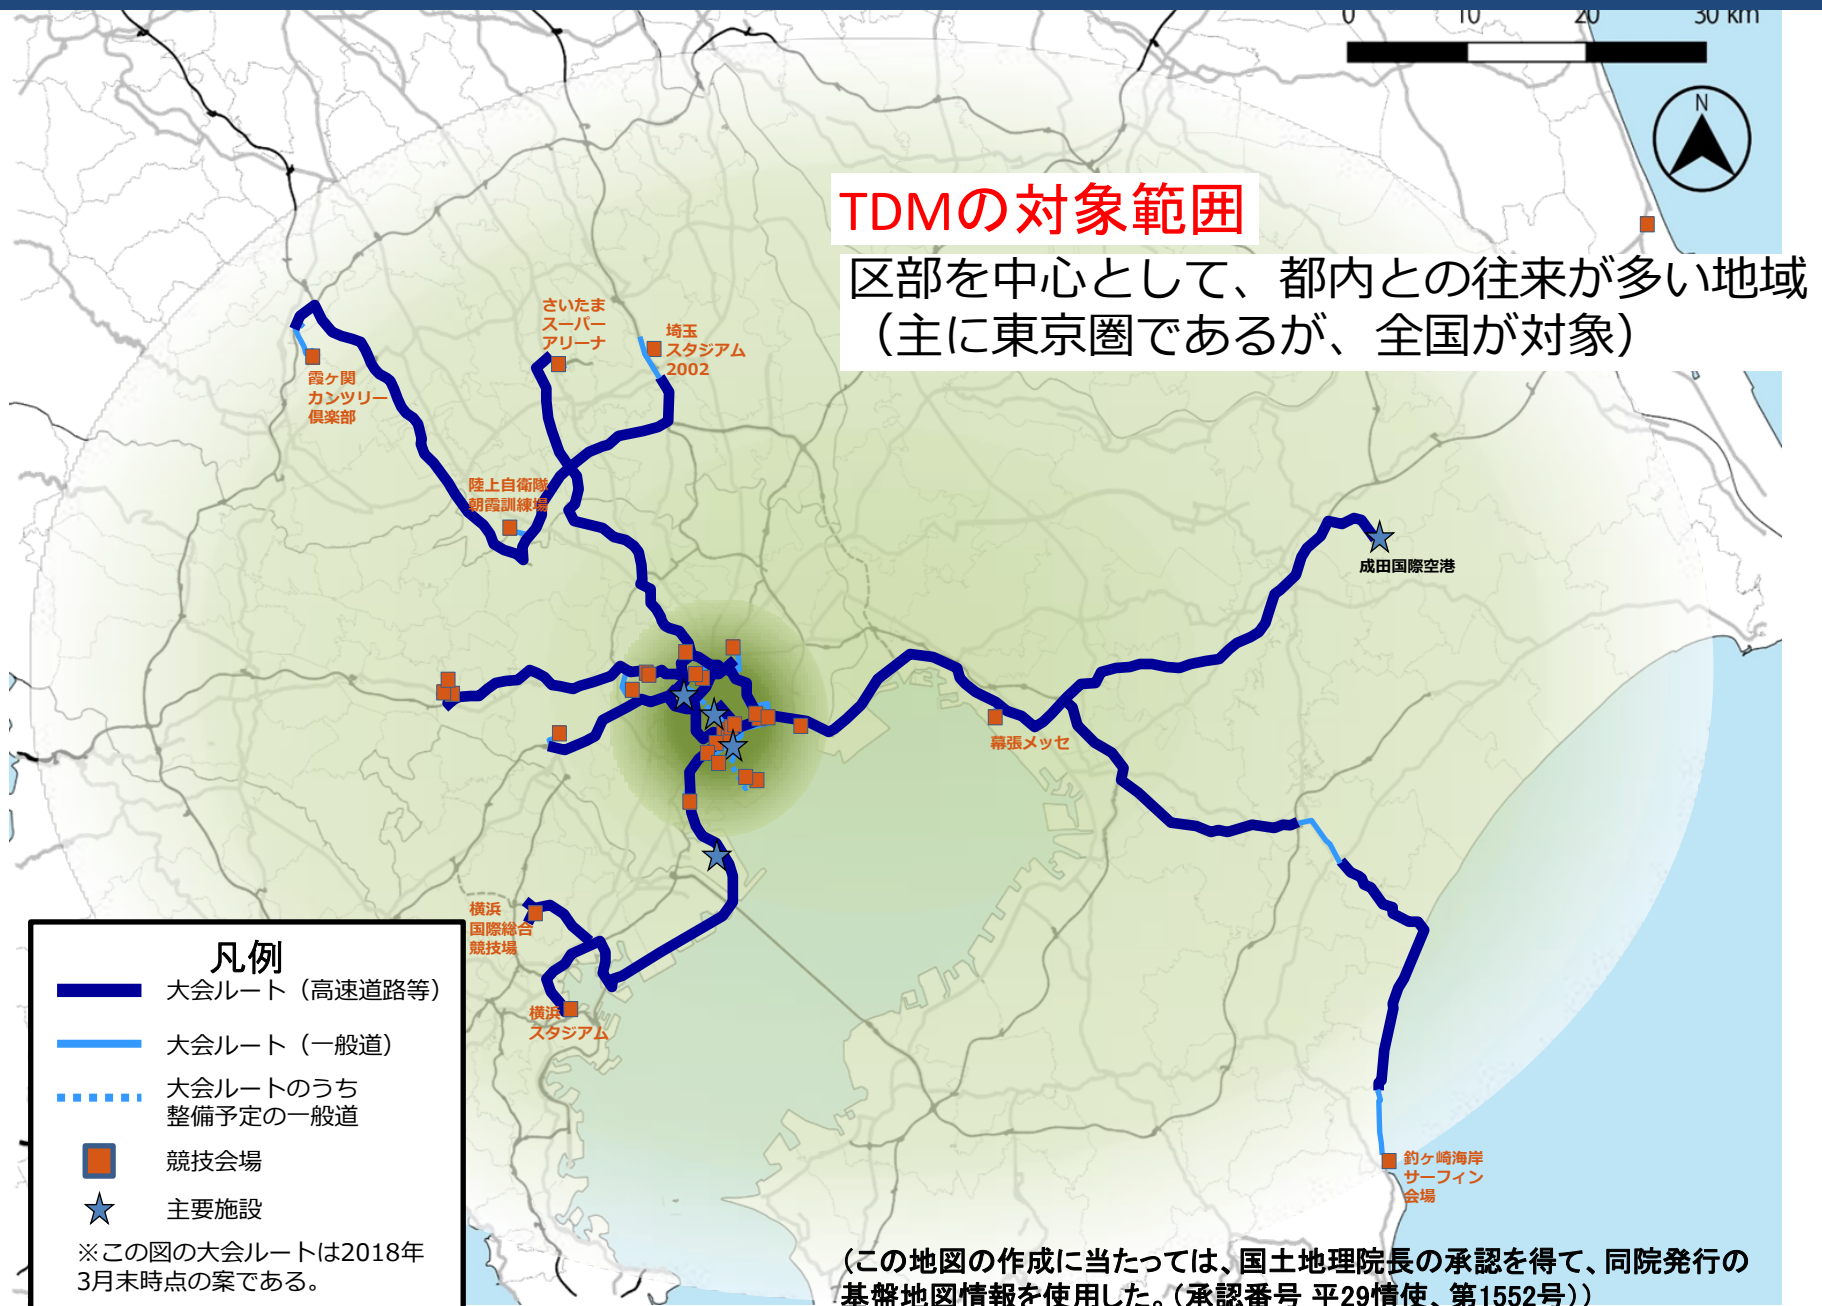 0 10 20 30 km
N
TDMの対象範囲
区部を中心として、都内との往来が多い地域
（主に東京圏であるが、全国が対象）
さいたま
スーパー
アリーナ
埼玉
スタジアム
2002
霞ヶ関
カンツリー
倶楽部
陸上自衛隊
朝霞訓練場
成田国際空港
幕張メッセ
横浜
国際総合
競技場
横浜
スタジアム
釣ヶ崎海岸
サーフィン
会場
凡例
大会ルート（高速道路等）
大会ルート（一般道）
大会ルートのうち
整備予定の一般道
競技会場
主要施設
※この図の大会ルートは2018年
3月末時点の案である。
（この地図の作成に当たっては、国土地理院長の承認を得て、同院発行の
基盤地図情報を使用した。（承認番号 平29情使、第1552号））